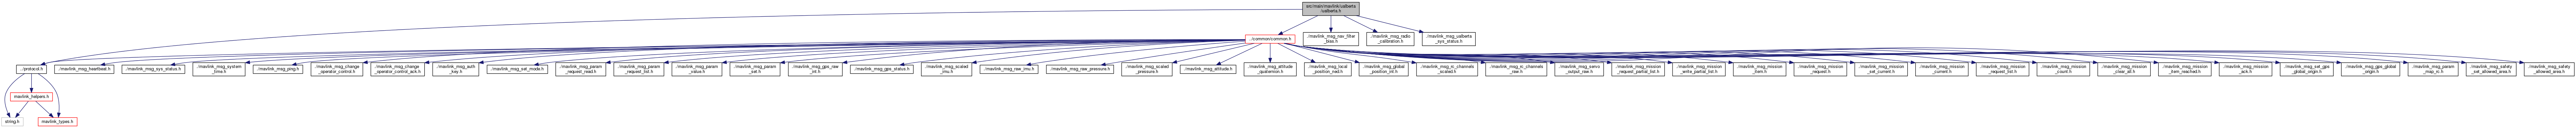 src/main/mavlink/ualberta
/ualberta.h
../common/common.h
./mavlink_msg_nav_filter
_bias.h
./mavlink_msg_radio
_calibration.h
./mavlink_msg_ualberta
_sys_status.h
../protocol.h
./mavlink_msg_heartbeat.h
./mavlink_msg_sys_status.h
./mavlink_msg_system
_time.h
./mavlink_msg_ping.h
./mavlink_msg_change
_operator_control.h
./mavlink_msg_change
_operator_control_ack.h
./mavlink_msg_auth
_key.h
./mavlink_msg_set_mode.h
./mavlink_msg_param
_request_read.h
./mavlink_msg_param
_request_list.h
./mavlink_msg_param
_value.h
./mavlink_msg_param
_set.h
./mavlink_msg_gps_raw
_int.h
./mavlink_msg_gps_status.h
./mavlink_msg_scaled
_imu.h
./mavlink_msg_raw_imu.h
./mavlink_msg_raw_pressure.h
./mavlink_msg_scaled
_pressure.h
./mavlink_msg_attitude.h
./mavlink_msg_attitude
_quaternion.h
./mavlink_msg_local
_position_ned.h
./mavlink_msg_global
_position_int.h
./mavlink_msg_rc_channels
_scaled.h
./mavlink_msg_rc_channels
_raw.h
./mavlink_msg_servo
_output_raw.h
./mavlink_msg_mission
_request_partial_list.h
./mavlink_msg_mission
_write_partial_list.h
./mavlink_msg_mission
_item.h
./mavlink_msg_mission
_request.h
./mavlink_msg_mission
_set_current.h
./mavlink_msg_mission
_current.h
./mavlink_msg_mission
_request_list.h
./mavlink_msg_mission
_count.h
./mavlink_msg_mission
_clear_all.h
./mavlink_msg_mission
_item_reached.h
./mavlink_msg_mission
_ack.h
./mavlink_msg_set_gps
_global_origin.h
./mavlink_msg_gps_global
_origin.h
./mavlink_msg_param
_map_rc.h
./mavlink_msg_safety
_set_allowed_area.h
./mavlink_msg_safety
_allowed_area.h
mavlink_helpers.h
string.h
mavlink_types.h